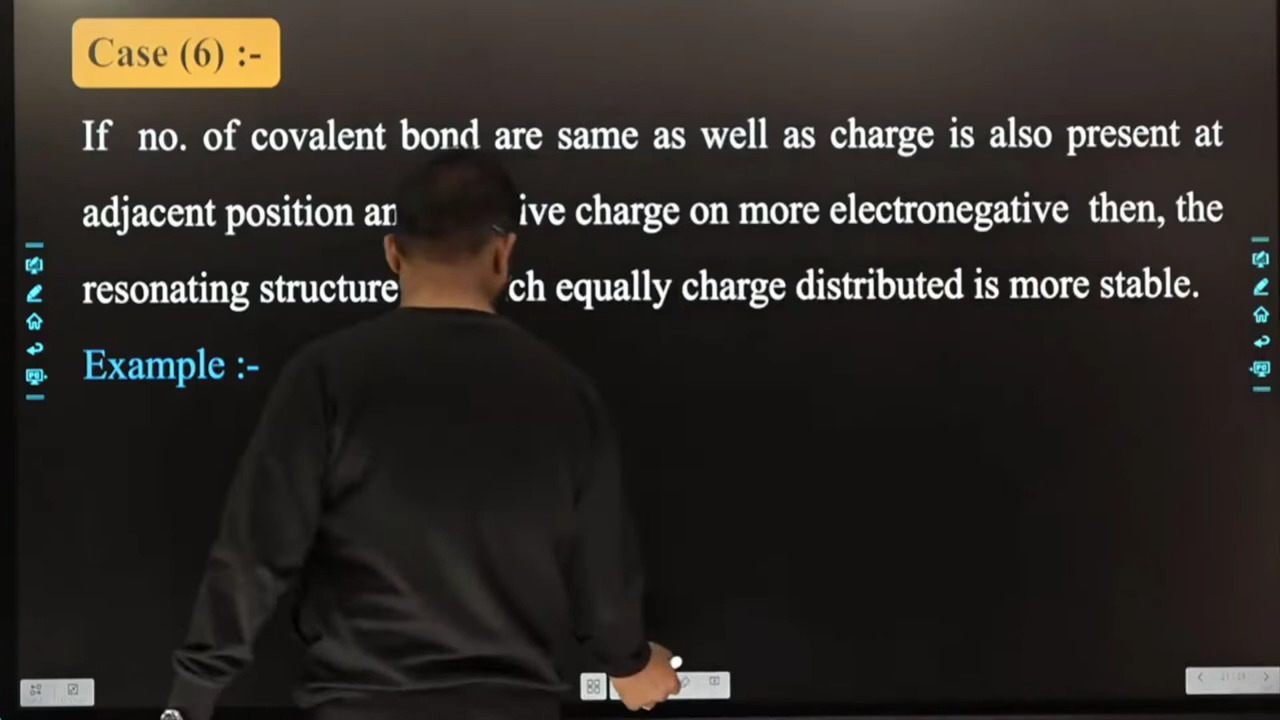 Case (6) :-
If no. of covalent bond are same as well as charge is also present at
adjacent position an ive charge on more electronegative then, the
resonating structure ch equally charge distributed is more stable.
Example :-